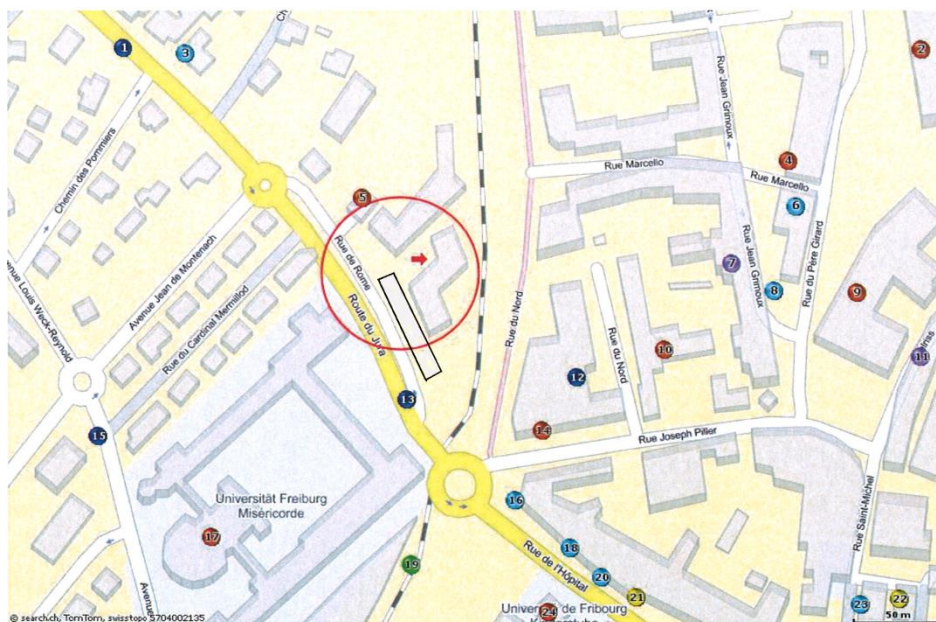 1
3
2
Chemin des Pommiers
Rue Jean Grimoux
Rue Marcello
4
Rue Marcello
5
6
Avenue Jean de Montenach
Rue de Rome
Rue du Nord
7
Rue Jean Grimoux
8
Rue du Père Girard
9
Avenue Louis Weck-Reynold
Rue du Cardinal Mermillod
Route du Jura
Rue du Nord
10
11
12
13
14
15
Rue Joseph Piller
Universität Freiburg
Miséricorde
16
17
18
Rue Saint-Michel
Rue de l'Hôpital
19
20
21
Avenue
de Fribourg
24
23
22
50 m
© search.ch, TomTom, swisstopo 5704002135